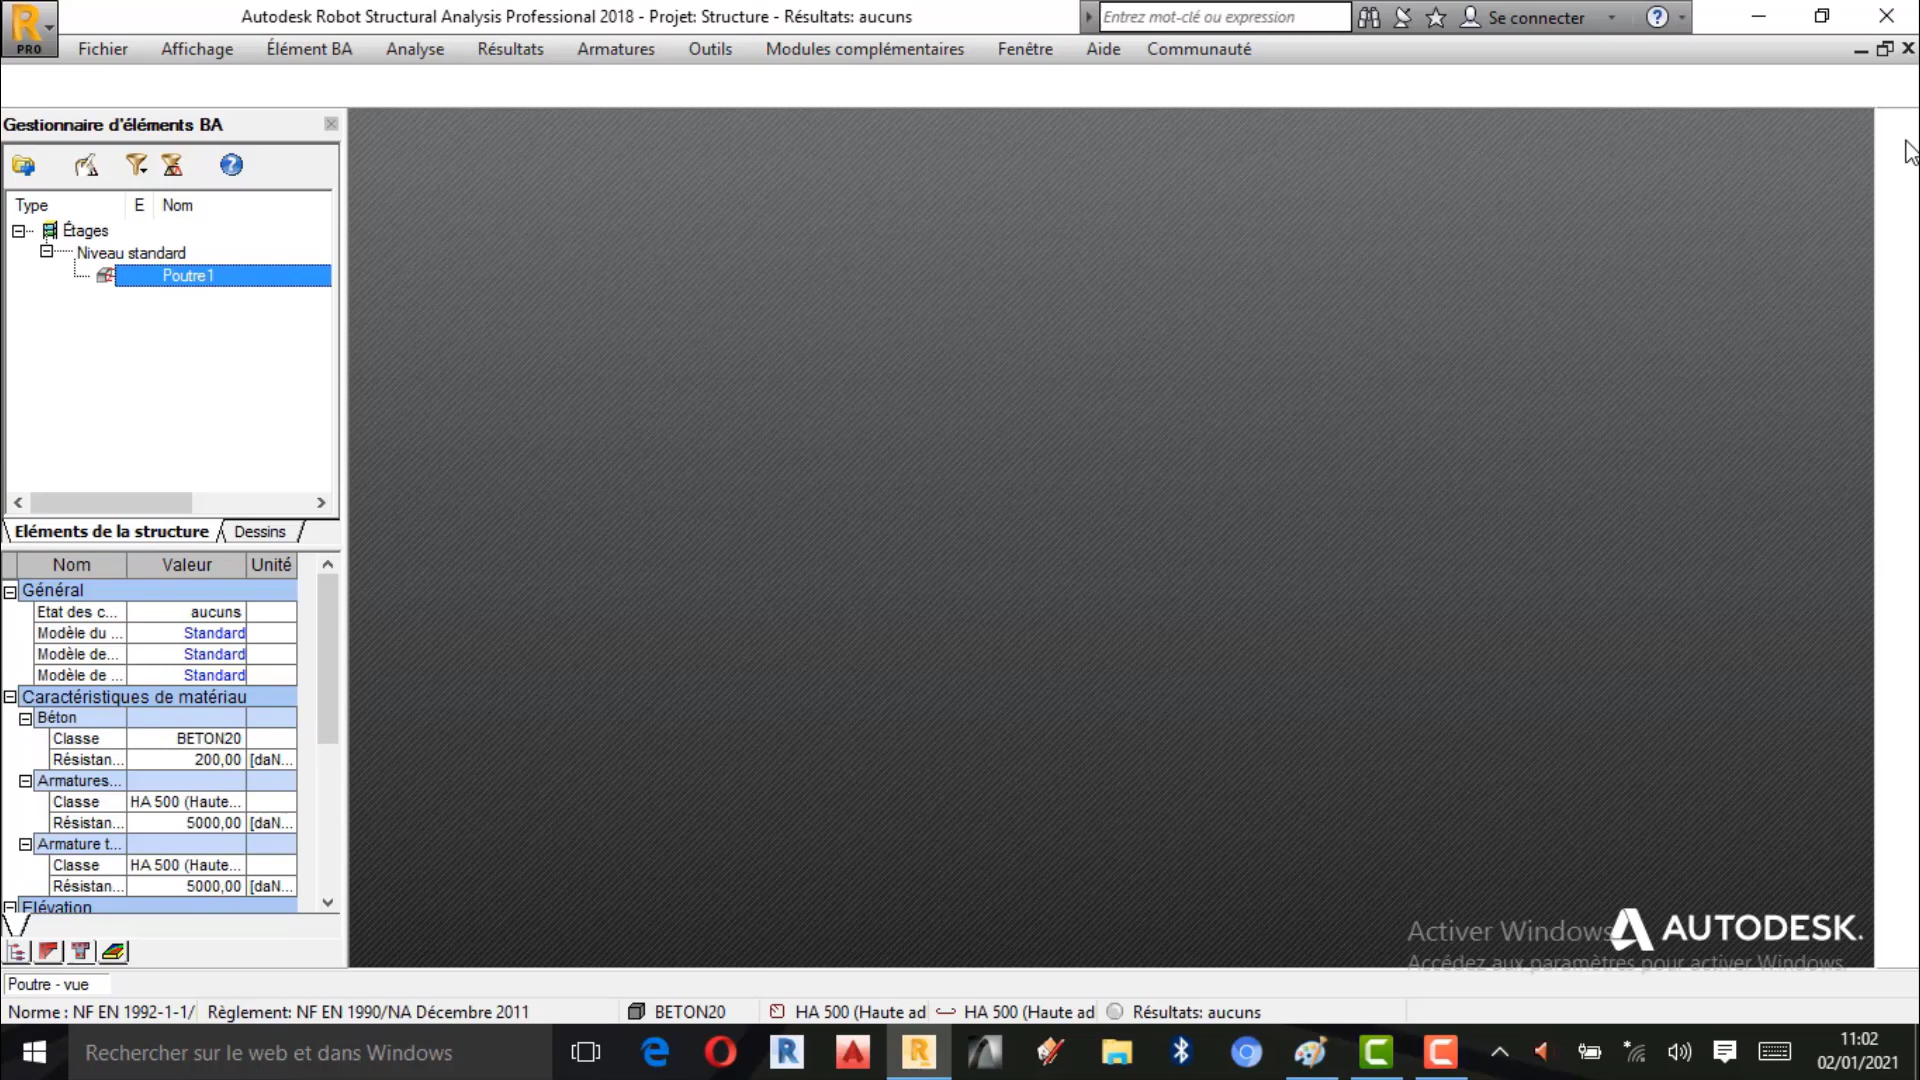 Autodesk Robot Structural Analysis Professional 2018 - Projet: Structure - Résultats: aucuns
Entrez mot-clé ou expression
Se connecter
PRO
Fichier Affichage Élément BA Analyse Résultats Armatures Outils Modules complémentaires Fenêtre Aide Communauté
Gestionnaire d'éléments BA
Type E Nom
Étages
Niveau standard
Poutre1
Eléments de la structure Dessins
Nom Valeur Unité
Général
Etat des c... aucuns
Modèle du ... Standard
Modèle de... Standard
Modèle de ... Standard
Caractéristiques de matériau
Béton
Classe BETON20
Résistan... 200,00 [daN...
Armatures...
Classe HA 500 (Haute...
Résistan... 5000,00 [daN...
Armature t...
Classe HA 500 (Haute...
Résistan... 5000,00 [daN...
Elévation
Activer Windows
AUTODESK.
Accédez aux paramètres pour activer Windows.
Poutre - vue
Norme : NF EN 1992-1-1/ Règlement: NF EN 1990/NA Décembre 2011 BETON20 HA 500 (Haute ad HA 500 (Haute ad Résultats: aucuns
Rechercher sur le web et dans Windows
11:02
02/01/2021